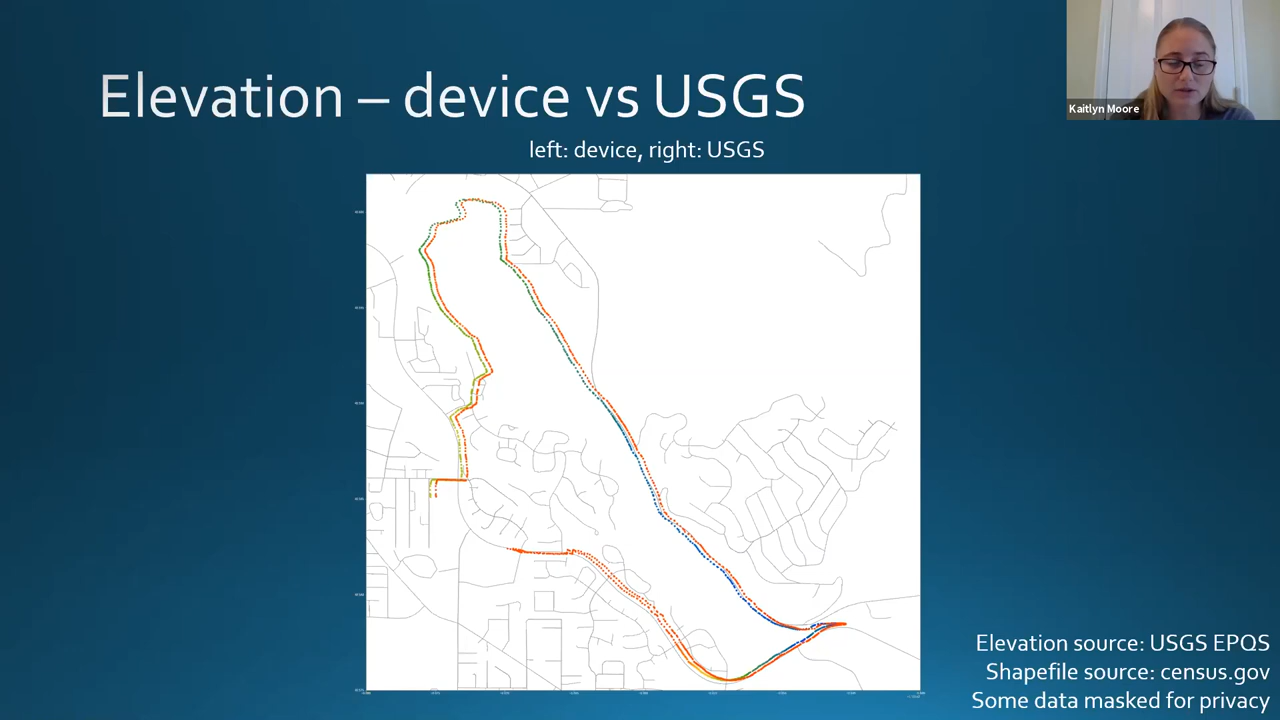 Elevation – device vs USGS
Kaitlyn Moore
left: device, right: USGS
Elevation source: USGS EPQS
Shapefile source: census.gov
Some data masked for privacy